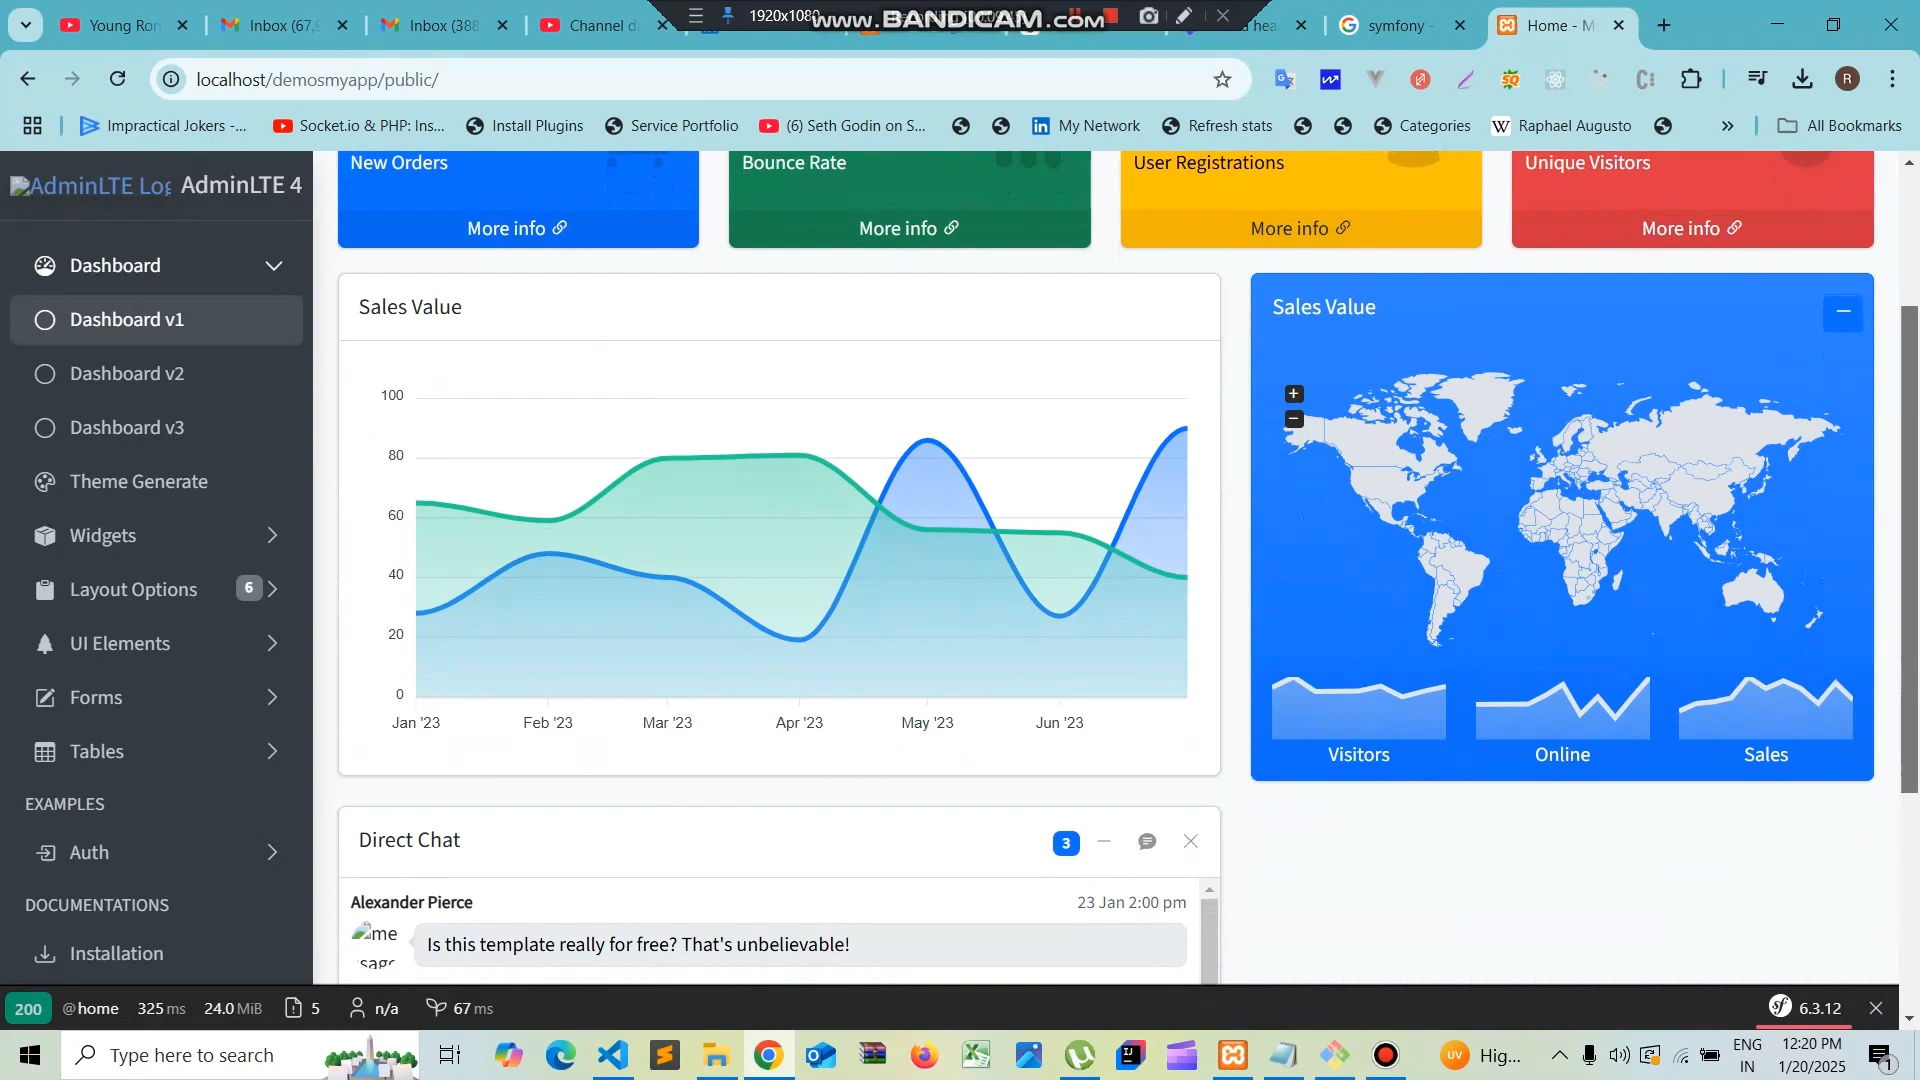 1920x1080
www.BANDICAM.com
Young Ron
Inbox (67,9
Inbox (388
Channel d
a hea
symfony -
Home - M
localhost/demosmyapp/public/
R
Impractical Jokers -...
Socket.io & PHP: Ins...
Install Plugins
Service Portfolio
(6) Seth Godin on S...
My Network
Refresh stats
Categories
Raphael Augusto
All Bookmarks
AdminLTE Log
AdminLTE 4
Dashboard
Dashboard v1
Dashboard v2
Dashboard v3
Theme Generate
Widgets
Layout Options
6
UI Elements
Forms
Tables
EXAMPLES
Auth
DOCUMENTATIONS
Installation
New Orders
More info
Bounce Rate
More info
User Registrations
More info
Unique Visitors
More info
Sales Value
100
80
60
40
20
0
Jan '23
Feb '23
Mar '23
Apr '23
May '23
Jun '23
Sales Value
+
−
Visitors
Online
Sales
Direct Chat
3
Alexander Pierce
23 Jan 2:00 pm
me
sage
Is this template really for free? That's unbelievable!
200
@home
325 ms
24.0 MiB
5
n/a
67 ms
6.3.12
Type here to search
UV
Hig...
ENG
IN
12:20 PM
1/20/2025
1